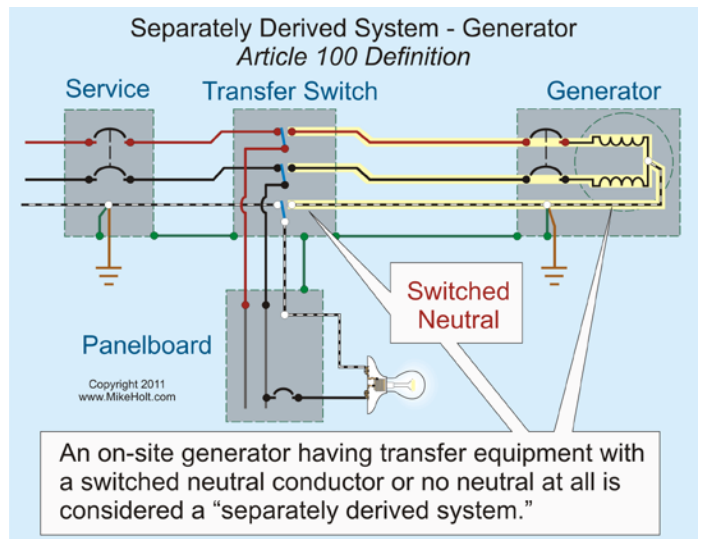 Separately Derived System - Generator
Article 100 Definition
Service
Transfer Switch
Generator
Switched
Neutral
Panelboard
Copyright 2011
www.MikeHolt.com
An on-site generator having transfer equipment with
a switched neutral conductor or no neutral at all is
considered a “separately derived system.”